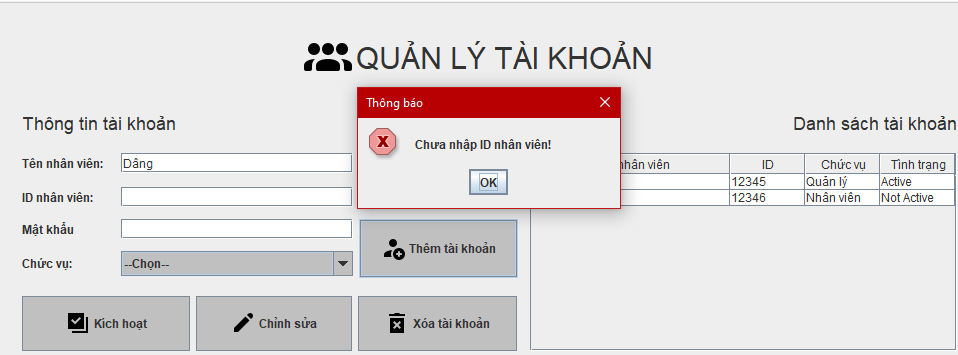 QUẢN LÝ TÀI KHOẢN
Thông báo
Chưa nhập ID nhân viên!
OK
Thông tin tài khoản
Tên nhân viên: Dâng
ID nhân viên:
Mật khẩu
Chức vụ: --Chọn--
Thêm tài khoản
Kích hoạt
Chỉnh sửa
Xóa tài khoản
Danh sách tài khoản
nhân viên ID Chức vụ Tình trạng
12345 Quản lý Active
12346 Nhân viên Not Active